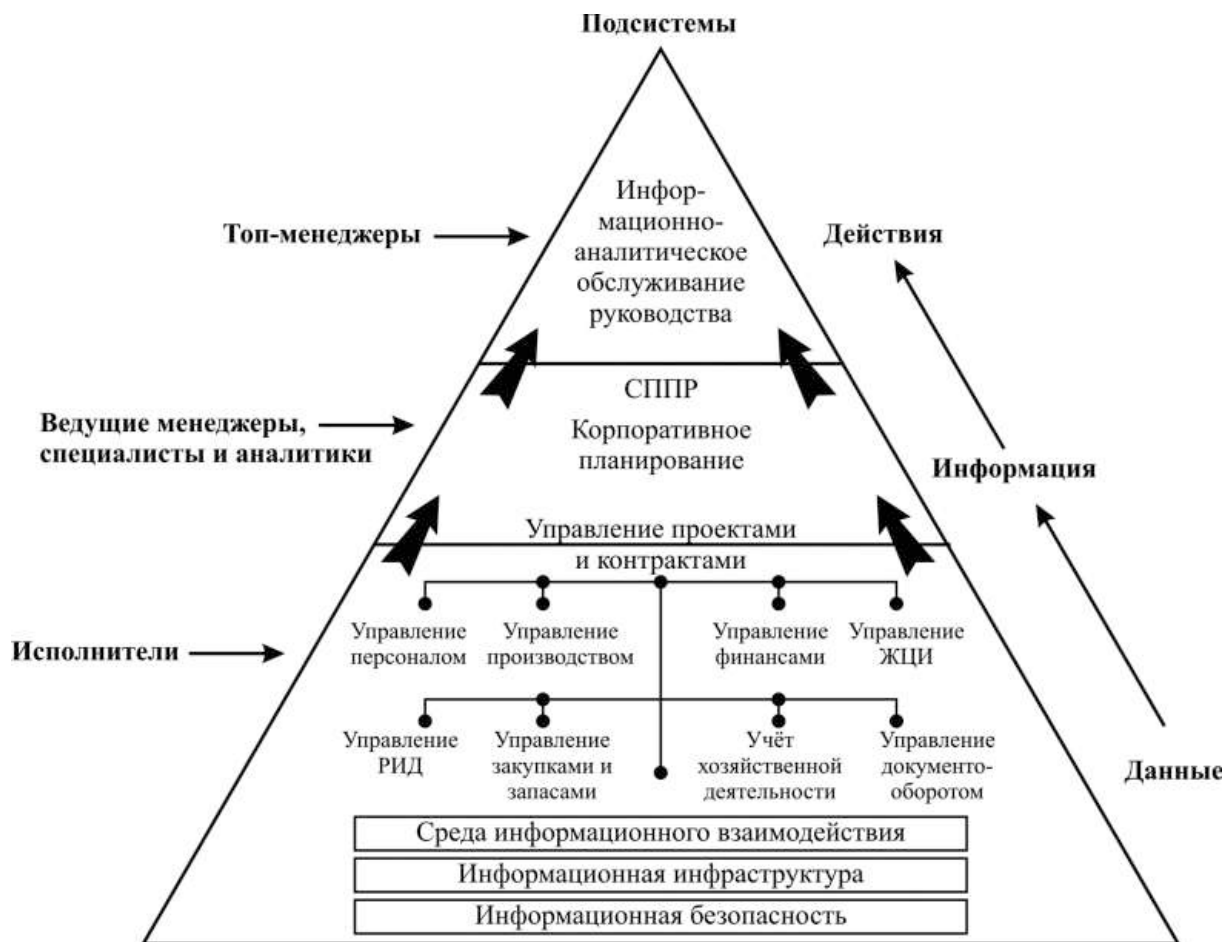 Подсистемы
Инфор-
мационно-
аналитическое
обслуживание
руководства
Топ-менеджеры
Действия
СППР
Корпоративное
планирование
Ведущие менеджеры,
специалисты и аналитики
Информация
Управление проектами
и контрактами
Исполнители
Управление
персоналом
Управление
производством
Управление
финансами
Управление
ЖЦИ
Управление
РИД
Управление
закупками и
запасами
Учёт
хозяйственной
деятельности
Управление
документо-
оборотом
Данные
Среда информационного взаимодействия
Информационная инфраструктура
Информационная безопасность